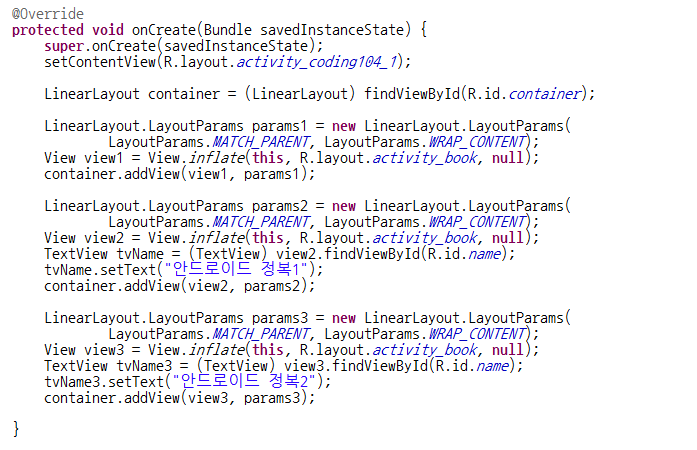 @Override
protected void onCreate(Bundle savedInstanceState) {
    super.onCreate(savedInstanceState);
    setContentView(R.layout.activity_coding104_1);

    LinearLayout container = (LinearLayout) findViewById(R.id.container);

    LinearLayout.LayoutParams params1 = new LinearLayout.LayoutParams(
            LayoutParams.MATCH_PARENT, LayoutParams.WRAP_CONTENT);
    View view1 = View.inflate(this, R.layout.activity_book, null);
    container.addView(view1, params1);

    LinearLayout.LayoutParams params2 = new LinearLayout.LayoutParams(
            LayoutParams.MATCH_PARENT, LayoutParams.WRAP_CONTENT);
    View view2 = View.inflate(this, R.layout.activity_book, null);
    TextView tvName = (TextView) view2.findViewById(R.id.name);
    tvName.setText("안드로이드 정복1");
    container.addView(view2, params2);

    LinearLayout.LayoutParams params3 = new LinearLayout.LayoutParams(
            LayoutParams.MATCH_PARENT, LayoutParams.WRAP_CONTENT);
    View view3 = View.inflate(this, R.layout.activity_book, null);
    TextView tvName3 = (TextView) view3.findViewById(R.id.name);
    tvName3.setText("안드로이드 정복2");
    container.addView(view3, params3);

}